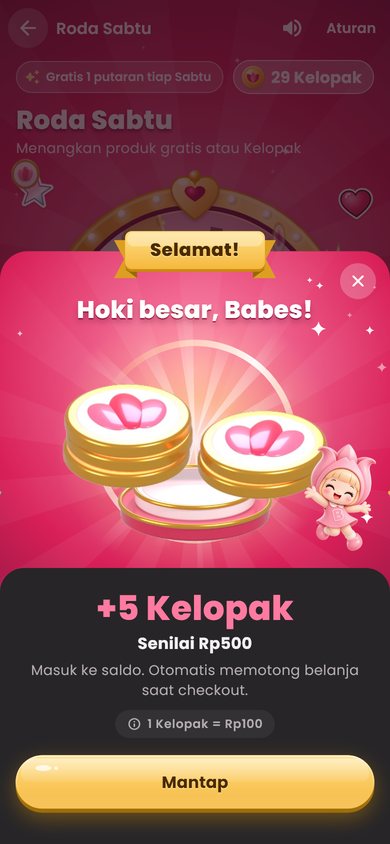 Roda Sabtu
Aturan
Gratis 1 putaran tiap Sabtu
29 Kelopak
Roda Sabtu
Menangkan produk gratis atau Kelopak
Selamat!
Hoki besar, Babes!
B
+5 Kelopak
Senilai Rp500
Masuk ke saldo. Otomatis memotong belanja
saat checkout.
1 Kelopak = Rp100
Mantap